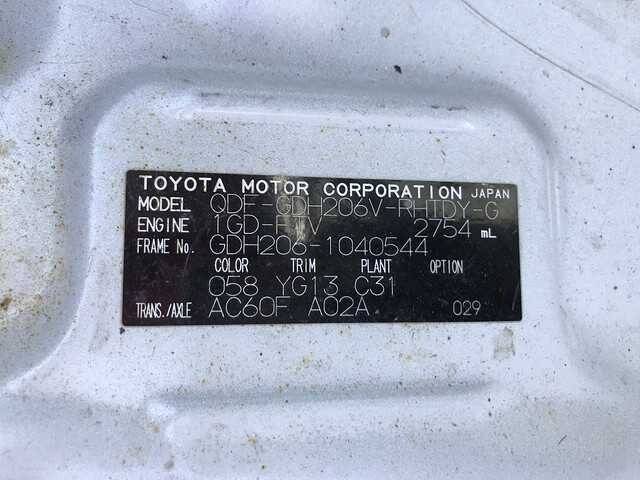 TOYOTA MOTOR CORPORATION JAPAN
MODEL QDF-GDH206V-RHTDY-G
ENGINE 1GD-FTV 2754 mL
FRAME No. GDH206-1040544
COLOR TRIM PLANT OPTION
058 YG13 C31
TRANS./AXLE AC60F A02A 029